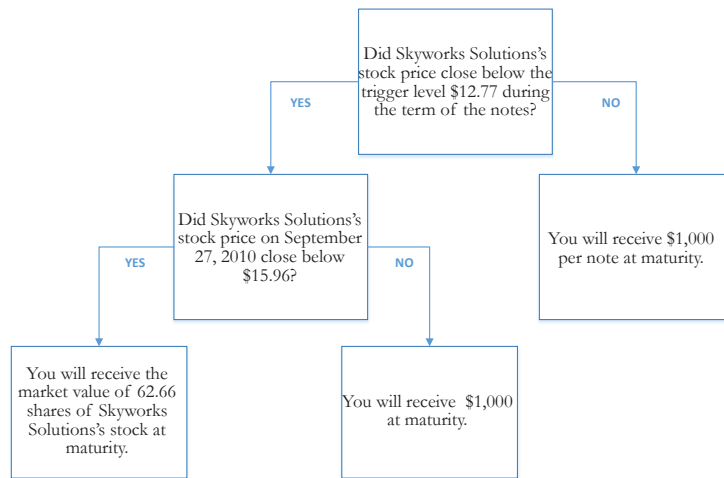 Did Skyworks Solutions's
stock price close below the
trigger level $12.77 during
the term of the notes?
YES
NO
Did Skyworks Solutions's
stock price on September
27, 2010 close below
$15.96?
You will receive $1,000
per note at maturity.
YES
NO
You will receive the
market value of 62.66
shares of Skyworks
Solutions's stock at
maturity.
You will receive $1,000
at maturity.